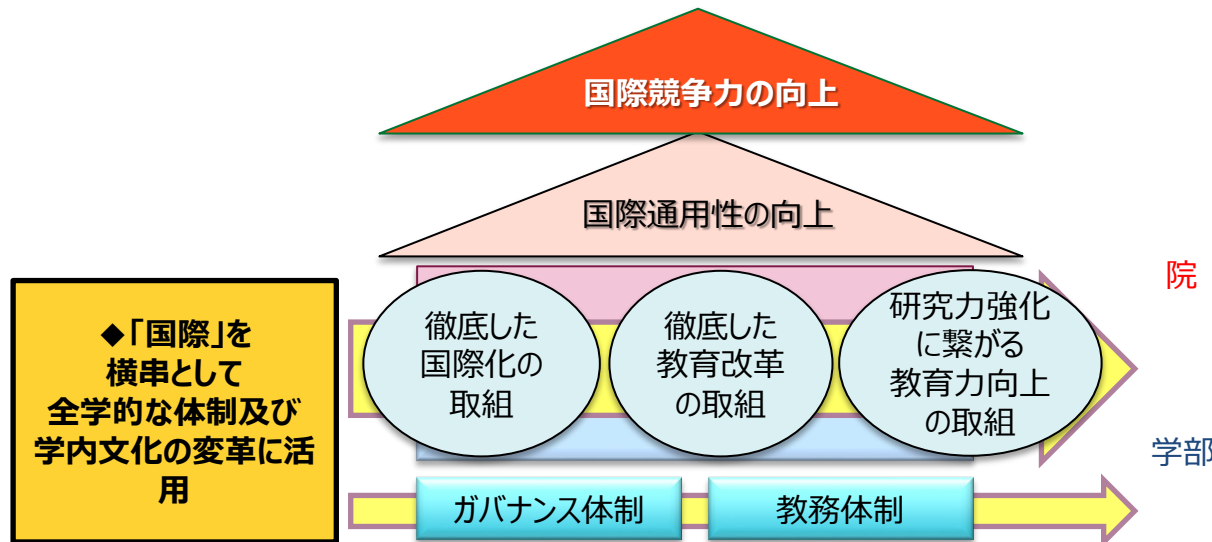 国際競争力の向上
国際通用性の向上
院
◆「国際」を
横串として
全学的な体制及び
学内文化の変革に活
用
徹底した
国際化の
取組
徹底した
教育改革
の取組
研究力強化
に繋がる
教育力向上
の取組
学部
ガバナンス体制
教務体制